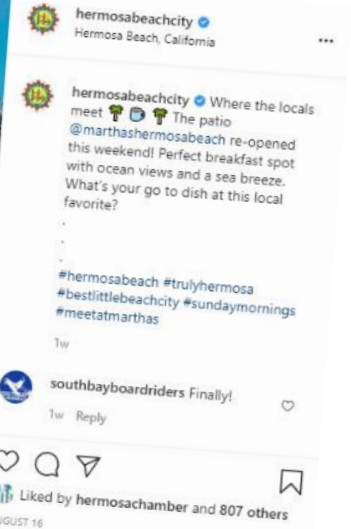 hermosabeachcity
Hermosa Beach, California
hermosabeachcity Where the locals
meet 🌴 ☕ 🌴 The patio
@marthashermosabeach re-opened
this weekend! Perfect breakfast spot
with ocean views and a sea breeze.
What's your go to dish at this local
favorite?
.
.
.
#hermosabeach #trulyhermosa
#bestlittlebeachcity #sundaymornings
#meetatmarthas
1w
southbayboardriders Finally!
1w Reply
Liked by hermosachamber and 807 others